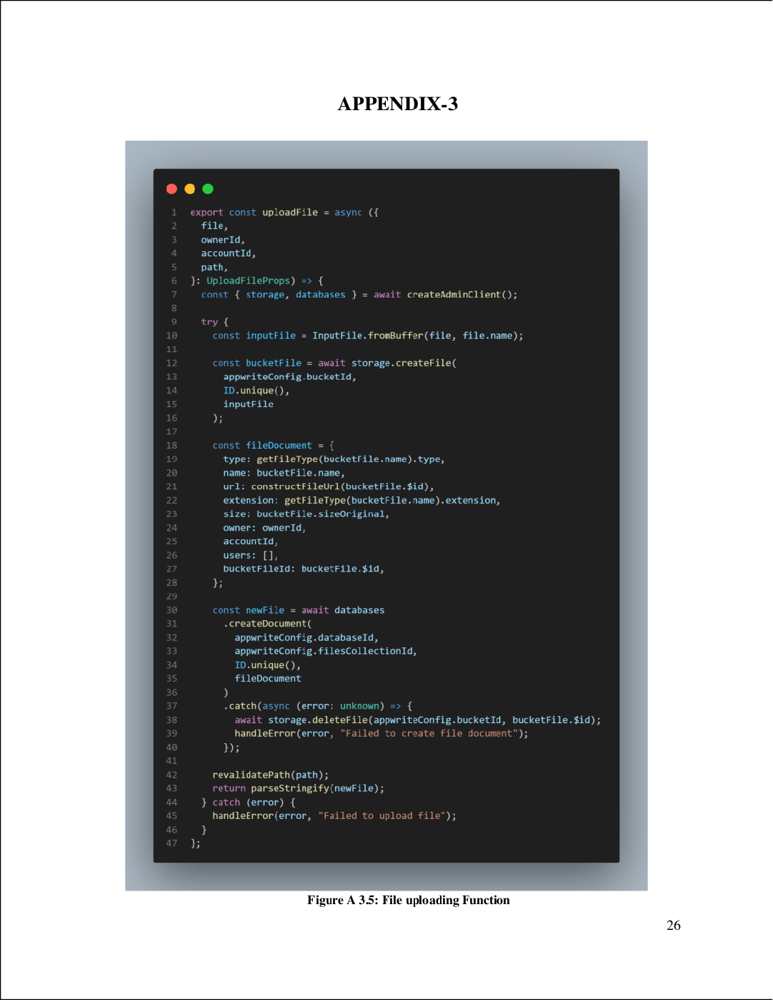 APPENDIX-3
1 export const uploadFile = async ({
2   file,
3   ownerId,
4   accountId,
5   path,
6 }: UploadFileProps) => {
7   const { storage, databases } = await createAdminClient();
8
9   try {
10     const inputFile = InputFile.fromBuffer(file, file.name);
11
12     const bucketFile = await storage.createFile(
13       appwriteConfig.bucketId,
14       ID.unique(),
15       inputFile
16     );
17
18     const fileDocument = {
19       type: getFileType(bucketFile.name).type,
20       name: bucketFile.name,
21       url: constructFileUrl(bucketFile.$id),
22       extension: getFileType(bucketFile.name).extension,
23       size: bucketFile.sizeOriginal,
24       owner: ownerId,
25       accountId,
26       users: [],
27       bucketFileId: bucketFile.$id,
28     };
29
30     const newFile = await databases
31       .createDocument(
32         appwriteConfig.databaseId,
33         appwriteConfig.filesCollectionId,
34         ID.unique(),
35         fileDocument
36       )
37       .catch(async (error: unknown) => {
38         await storage.deleteFile(appwriteConfig.bucketId, bucketFile.$id);
39         handleError(error, "Failed to create file document");
40       });
41
42     revalidatePath(path);
43     return parseStringify(newFile);
44   } catch (error) {
45     handleError(error, "Failed to upload file");
46   }
47 };
Figure A 3.5: File uploading Function
26